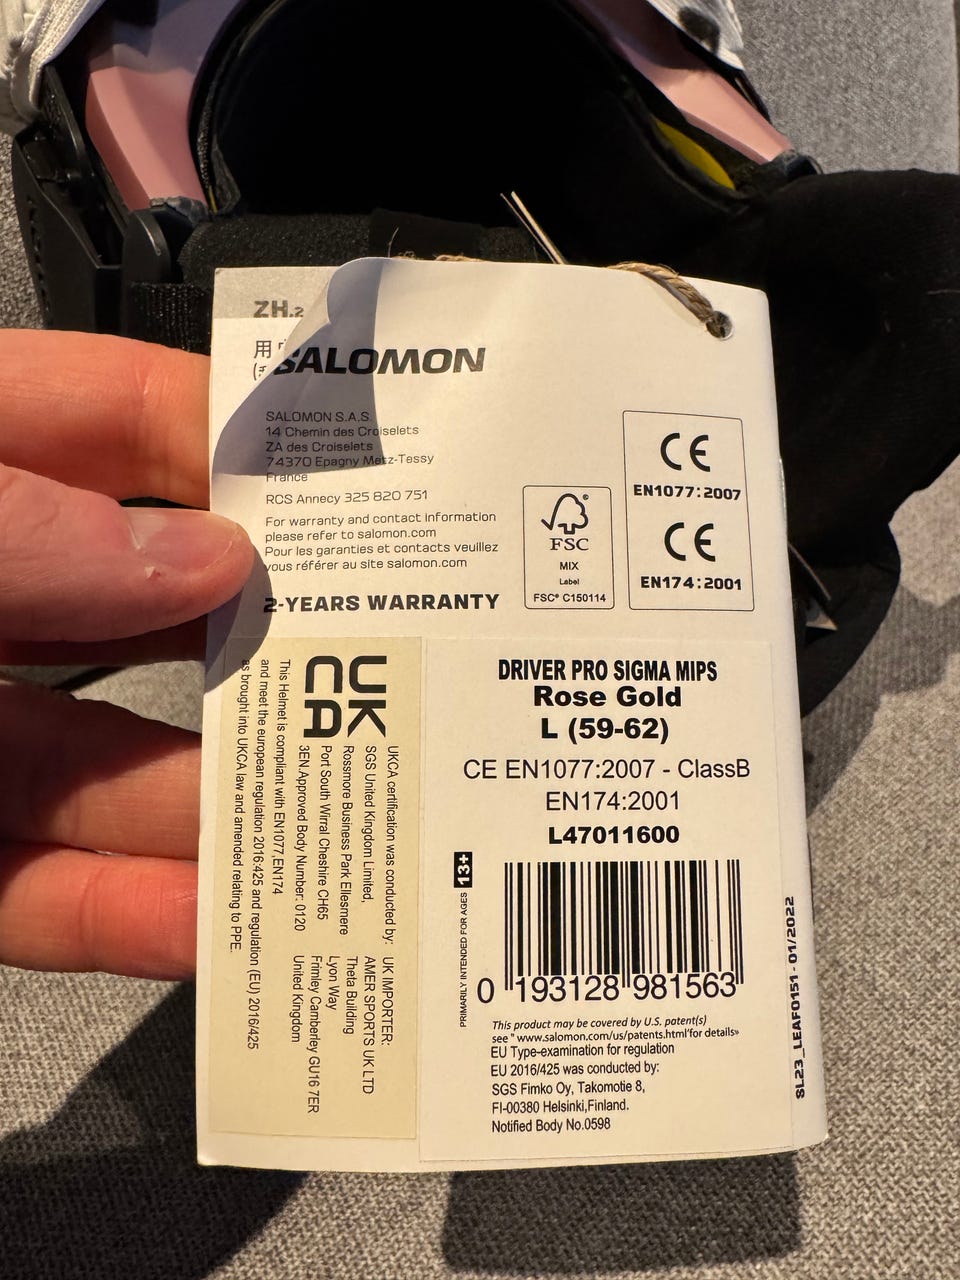 ZH.2
用
SALOMON
SALOMON S.A.S.
14 Chemin des Croiselets
ZA des Croiselets
74370 Epagny Metz-Tessy
France
RCS Annecy 325 820 751
For warranty and contact information
please refer to salomon.com
Pour les garanties et contacts veuillez
vous référer au site salomon.com
2-YEARS WARRANTY
FSC
MIX
Label
FSC® C150114
CE
EN1077:2007
CE
EN174:2001
UK
CA
UKCA certification was conducted by:
SGS United Kingdom Limited,
Rossmore Business Park Ellesmere
Port South Wirral Cheshire CH65
3EN.Approved Body Number: 0120
This Helmet is compliant with EN1077,EN174
and meet the european regulation 2016:425 and regulation (EU) 2016/425
as brought into UKCA law and amended relating to PPE.
UK IMPORTER:
AMER SPORTS UK LTD
Theta Building
Lyon Way
Frimley Camberley GU16 7ER
United Kingdom
DRIVER PRO SIGMA MIPS
Rose Gold
L (59-62)
CE EN1077:2007 - ClassB
EN174:2001
L47011600
PRIMARILY INTENDED FOR AGES 13+
0 193128 981563
This product may be covered by U.S. patent(s)
see " www.salomon.com/us/patents.html'for details»
EU Type-examination for regulation
EU 2016/425 was conducted by:
SGS Fimko Oy, Takomotie 8,
FI-00380 Helsinki,Finland.
Notified Body No.0598
SL23_LEAF0151 - 01/2022